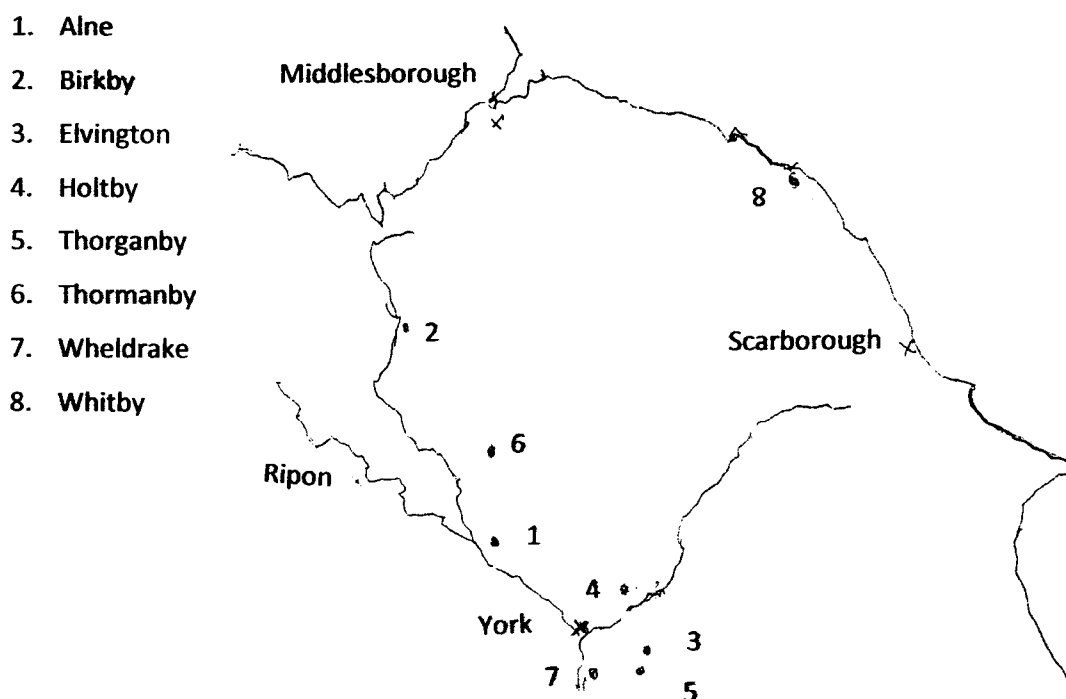 1. Alne
2. Birkby
3. Elvington
4. Holtby
5. Thorganby
6. Thormanby
7. Wheldrake
8. Whitby
Middlesborough
8
2
Scarborough
6
Ripon
1
4
York
3
7
5